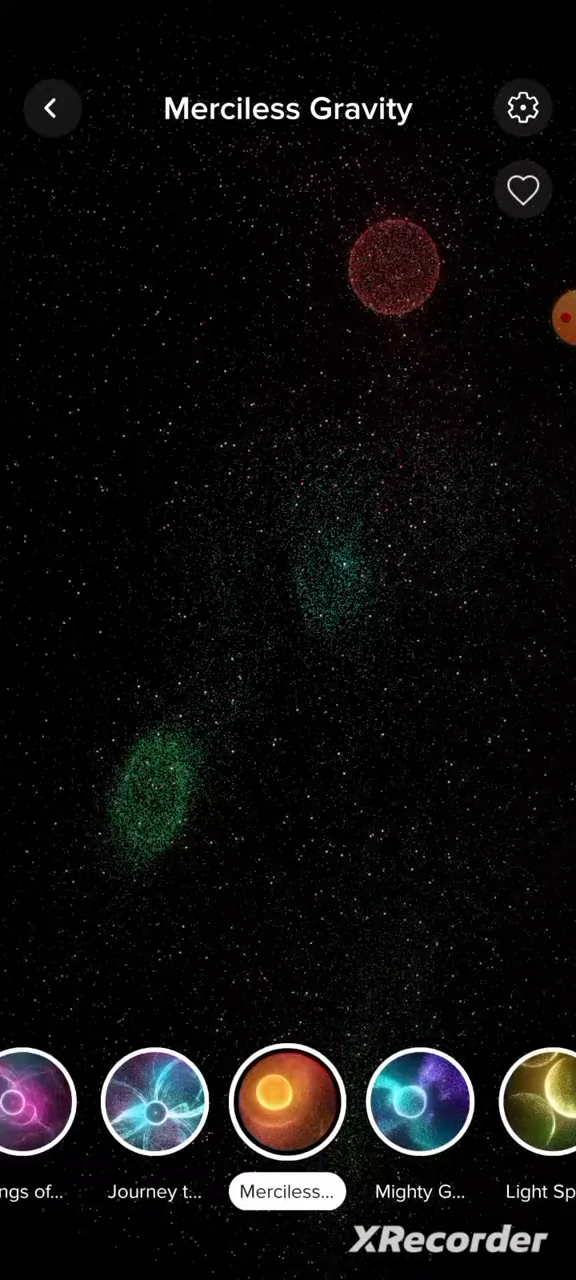 Merciless Gravity
ngs of...
Journey t...
Merciless...
Mighty G...
Light Sp
XRecorder